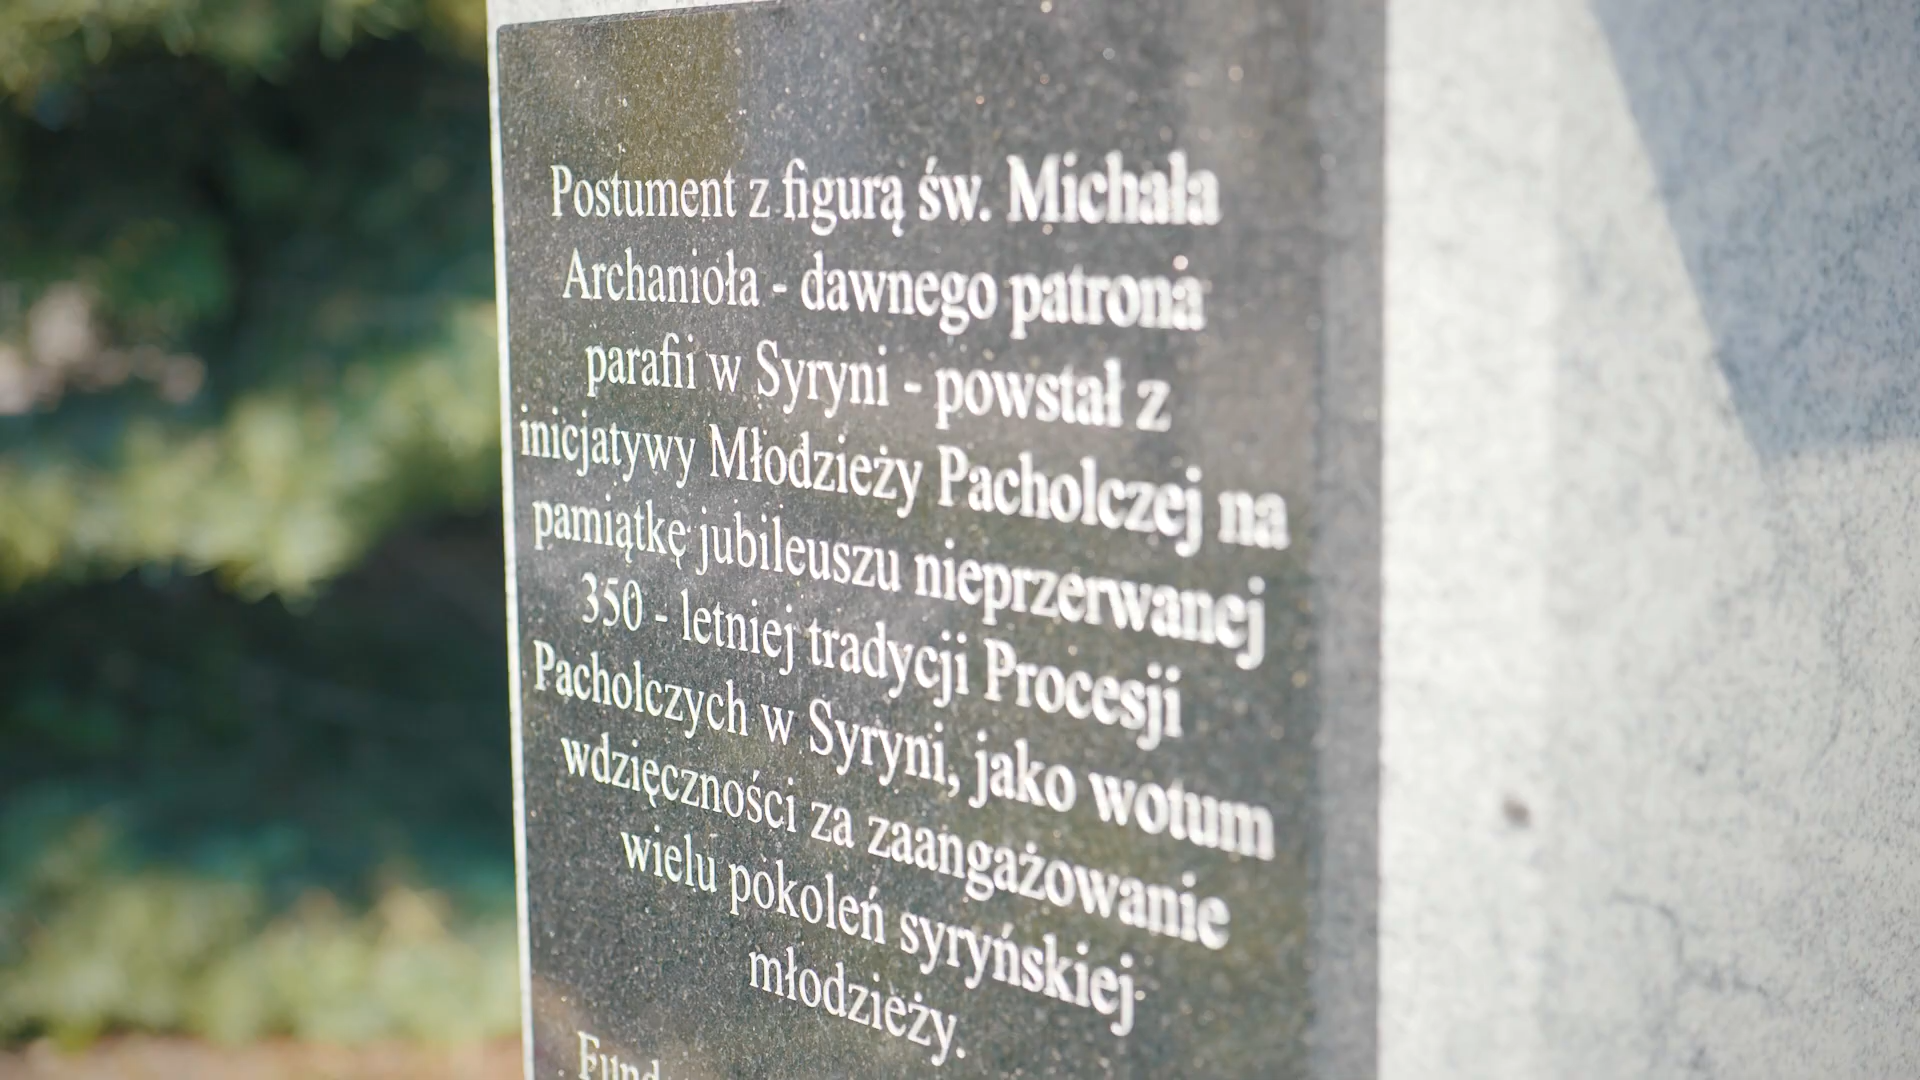 Postument z figurą św. Michała
Archanioła - dawnego patrona
parafii w Syryni - powstał z
inicjatywy Młodzieży Pacholczej na
pamiątkę jubileuszu nieprzerwanej
350 - letniej tradycji Procesji
Pacholczych w Syryni, jako wotum
wdzięczności za zaangażowanie
wielu pokoleń syryńskiej
młodzieży.